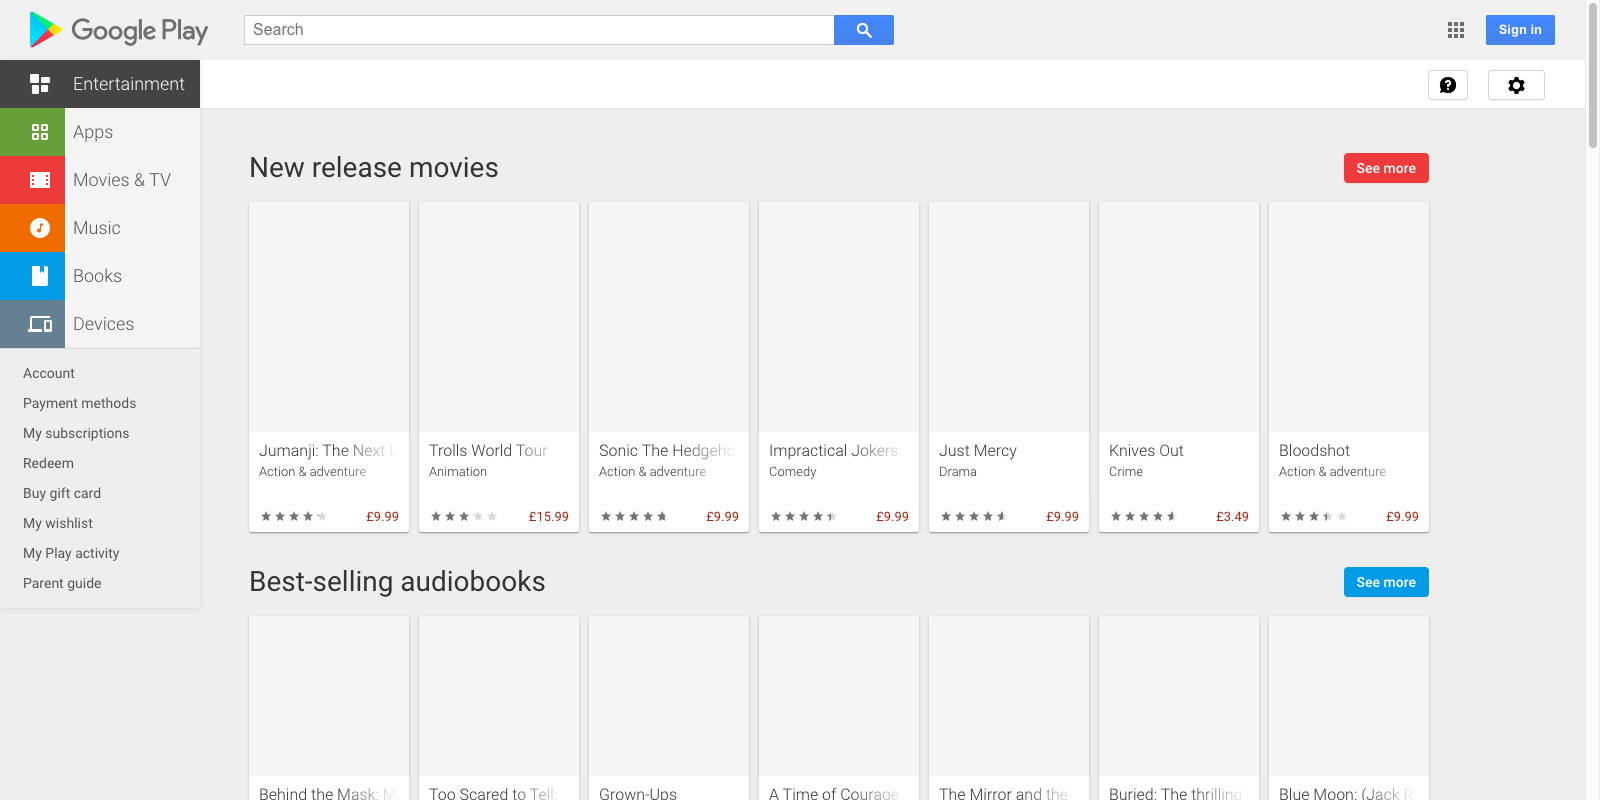 Google Play
Search
Sign in
Entertainment
Apps
Movies & TV
Music
Books
Devices
Account
Payment methods
My subscriptions
Redeem
Buy gift card
My wishlist
My Play activity
Parent guide
New release movies
See more
Jumanji: The Next L
Action & adventure
£9.99
Trolls World Tour
Animation
£15.99
Sonic The Hedgeho
Action & adventure
£9.99
Impractical Jokers:
Comedy
£9.99
Just Mercy
Drama
£9.99
Knives Out
Crime
£3.49
Bloodshot
Action & adventure
£9.99
Best-selling audiobooks
See more
Behind the Mask: M
Too Scared to Tell:
Grown-Ups
A Time of Courage
The Mirror and the
Buried: The thrilling
Blue Moon: (Jack R